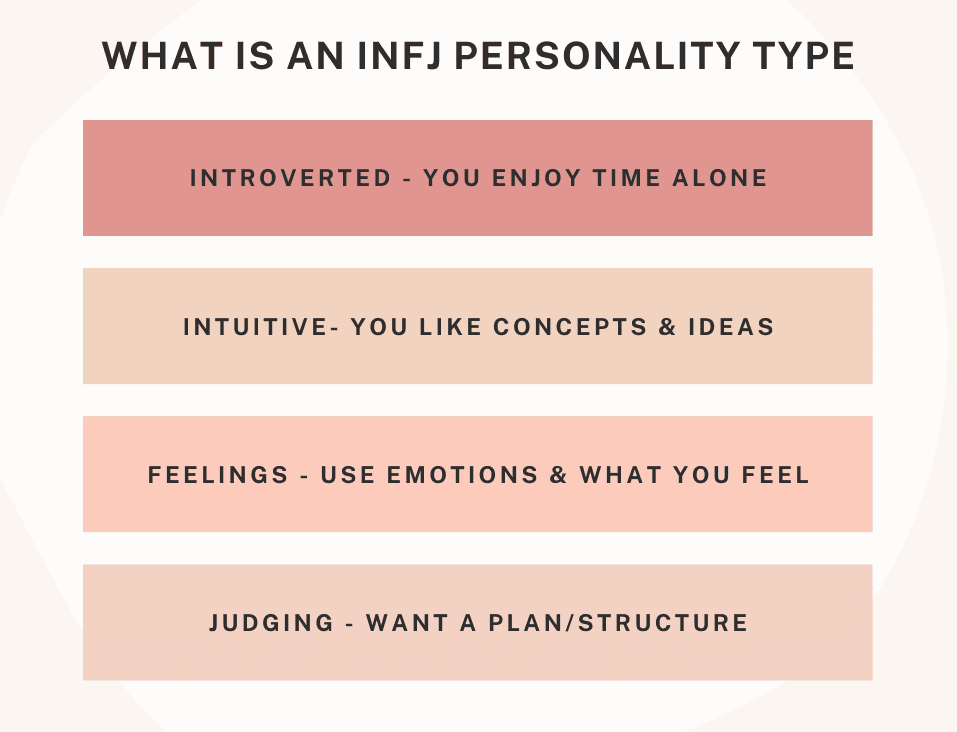 WHAT IS AN INFJ PERSONALITY TYPE
INTROVERTED - YOU ENJOY TIME ALONE
INTUITIVE- YOU LIKE CONCEPTS & IDEAS
FEELINGS - USE EMOTIONS & WHAT YOU FEEL
JUDGING - WANT A PLAN/STRUCTURE